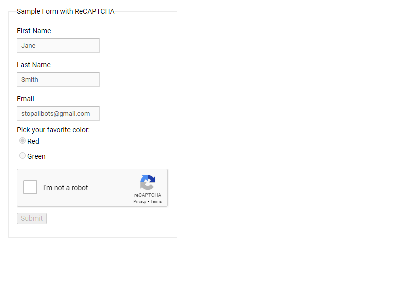 Sample Form with ReCAPTCHA
First Name
Jane
Last Name
Smith
Email
stopallbots@gmail.com
Pick your favorite color:
Red
Green
I'm not a robot
reCAPTCHA
Privacy - Terms
Submit